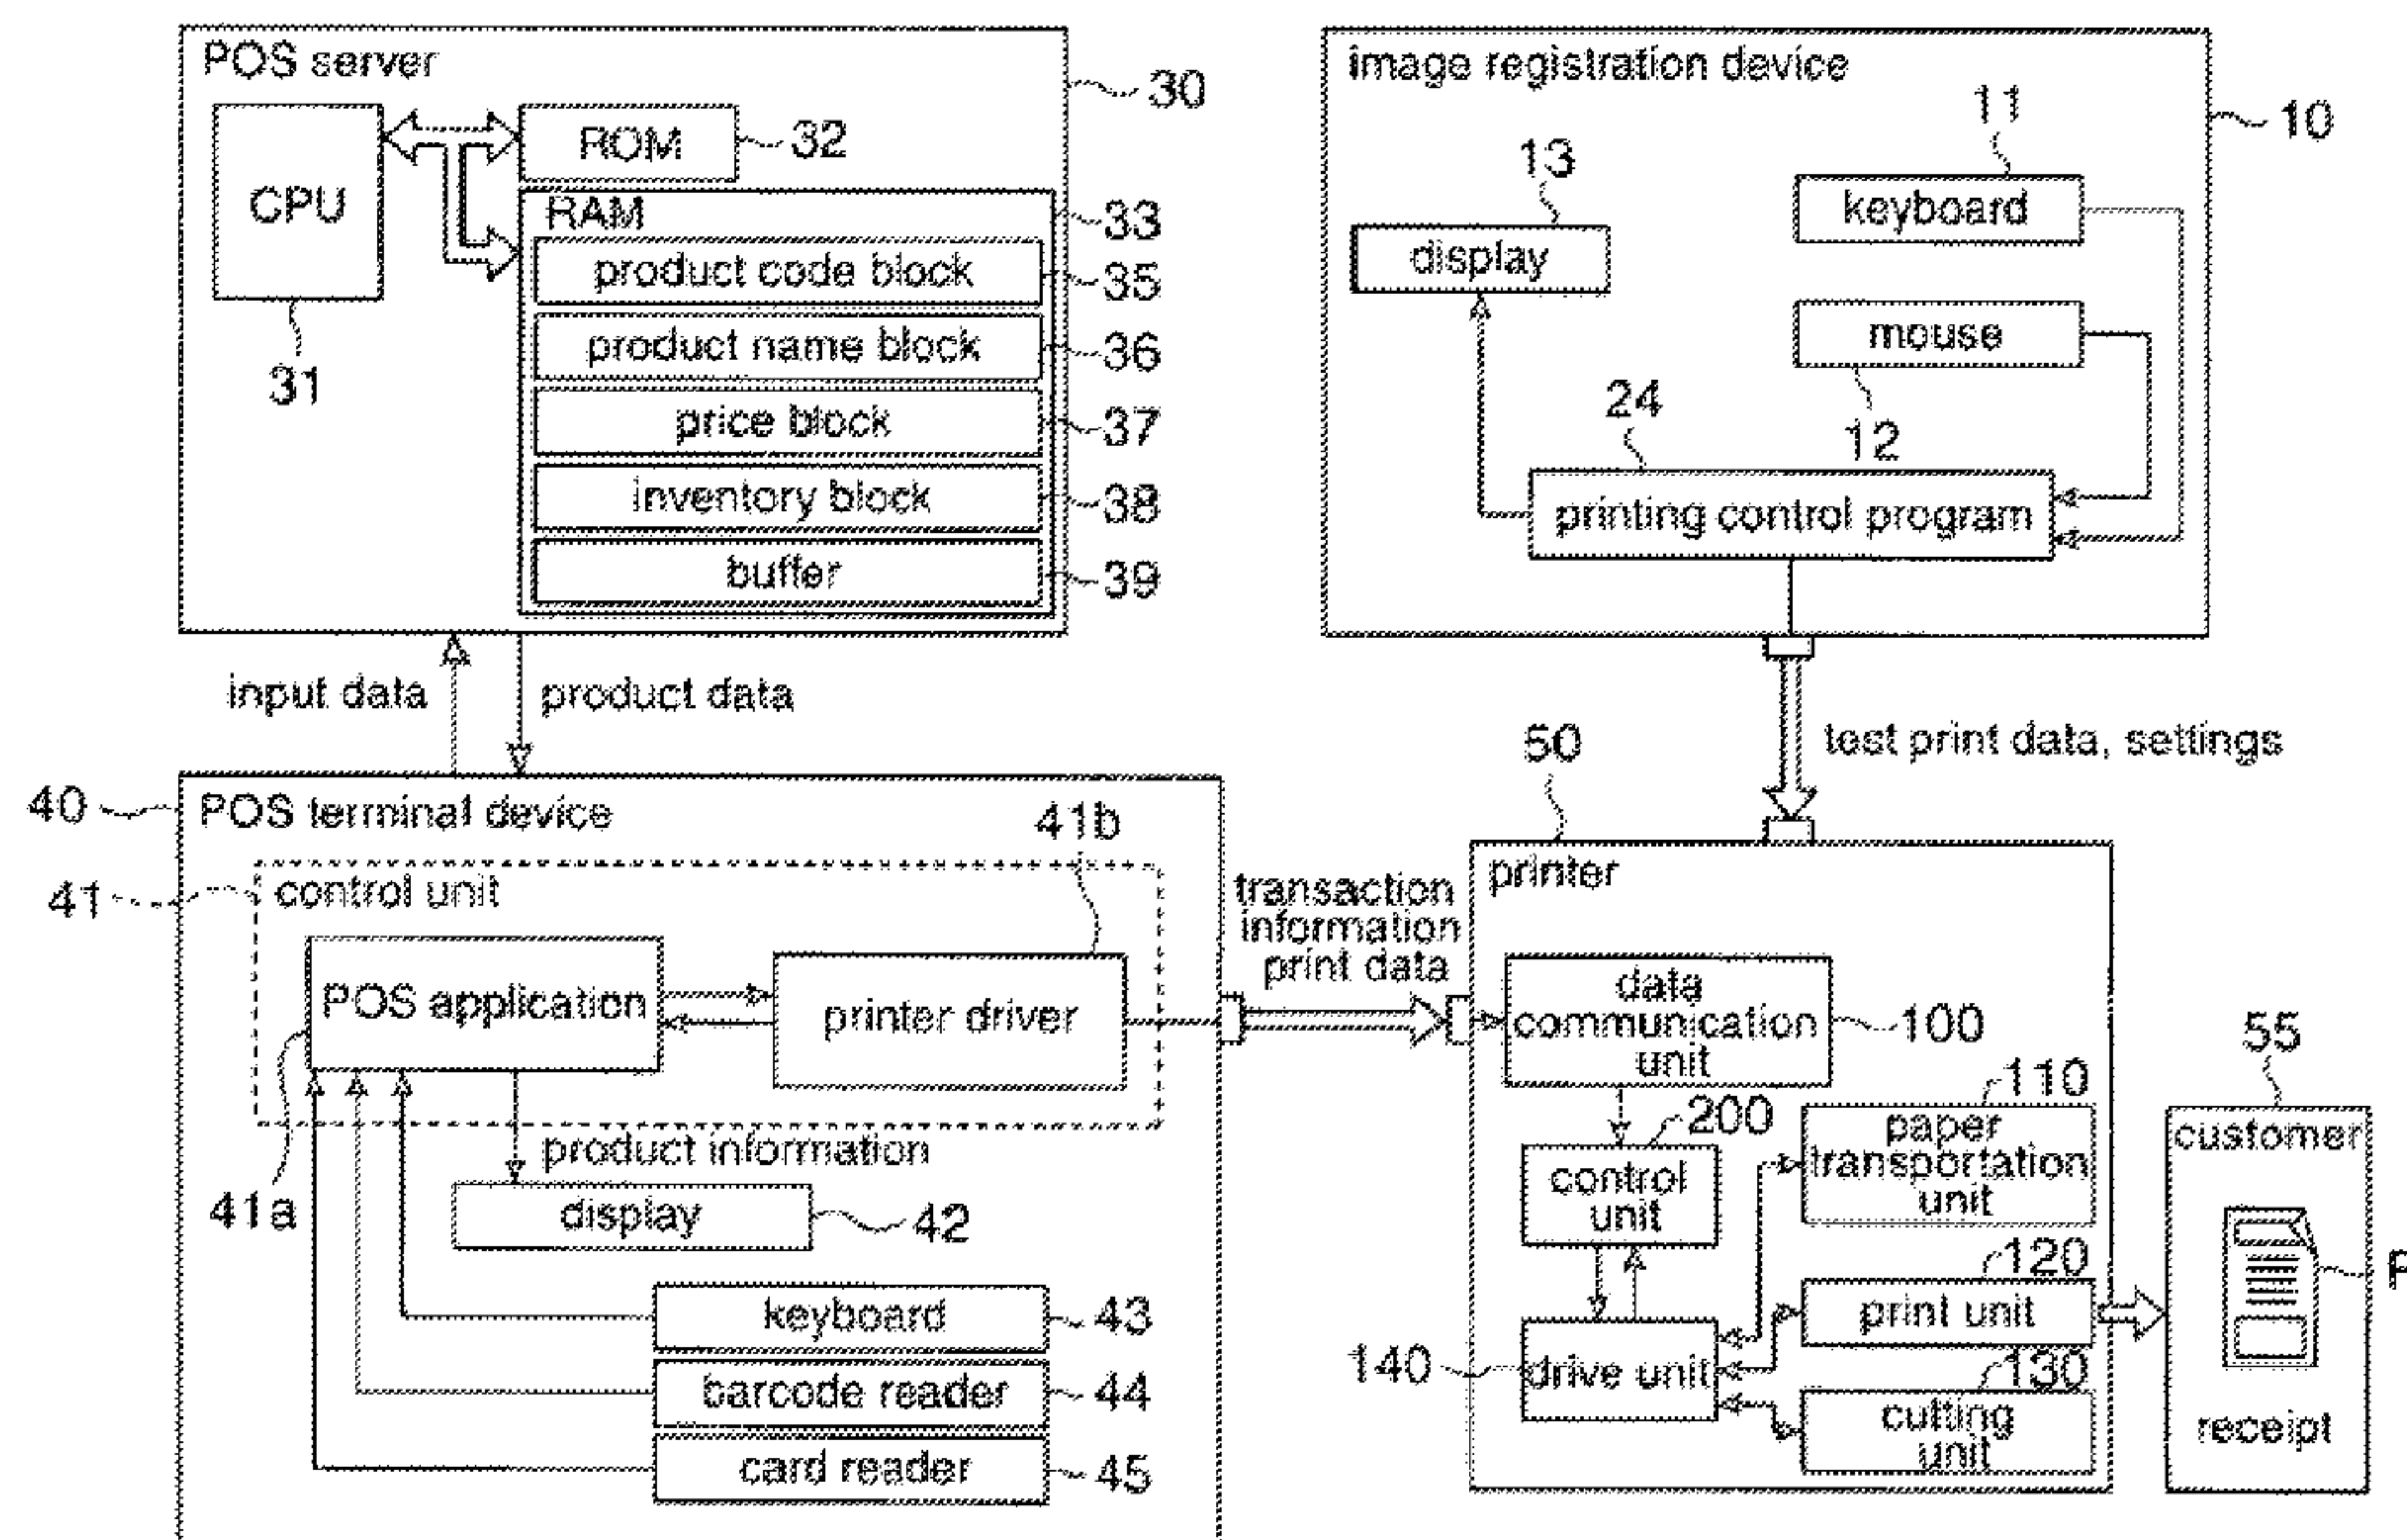 POS server
30
CPU
31
ROM
32
RAM
33
product code block
35
product name block
36
price block
37
inventory block
38
buffer
39
image registration device
10
11
keyboard
13
display
mouse
12
24
printing control program
input data
product data
test print data, settings
40
POS terminal device
41
control unit
41b
POS application
printer driver
41a
product information
display
42
keyboard
43
barcode reader
44
card reader
45
transaction
information
print data
50
printer
data
communication
unit
100
200
control
unit
110
paper
transportation
unit
120
print unit
140
drive unit
130
cutting
unit
55
customer
receipt